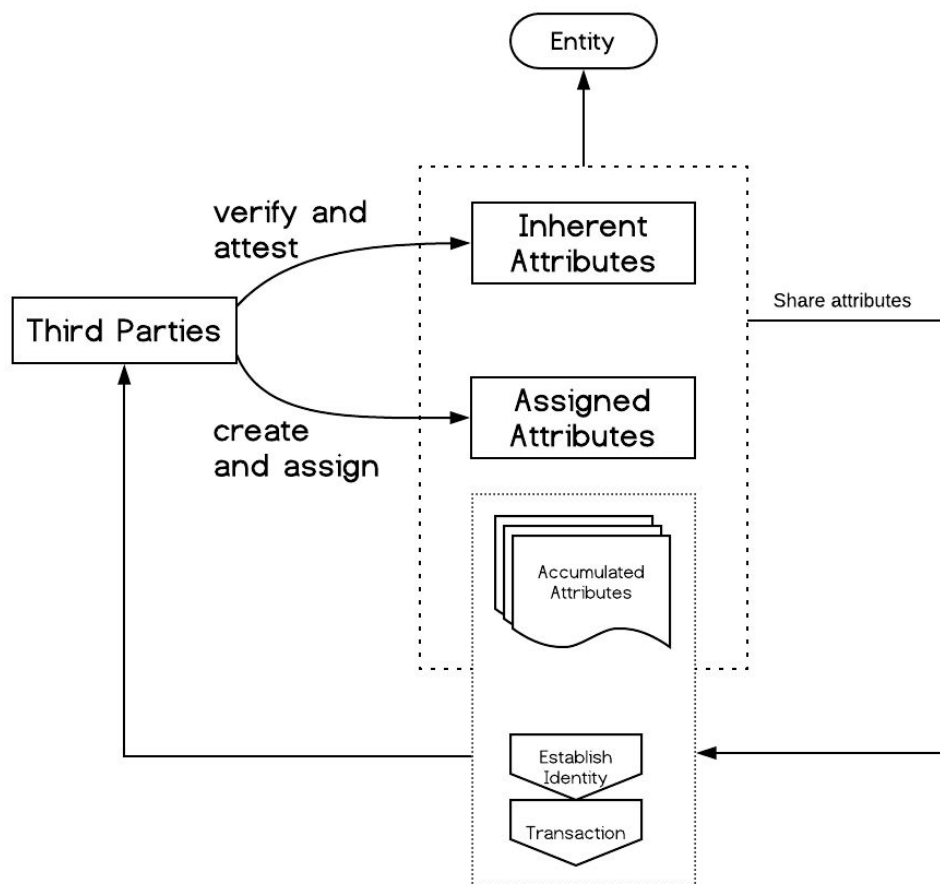 Entity
verify and
attest
Inherent
Attributes
Share attributes
Third Parties
Assigned
Attributes
create
and assign
Accumulated
Attributes
Establish
Identity
Transaction